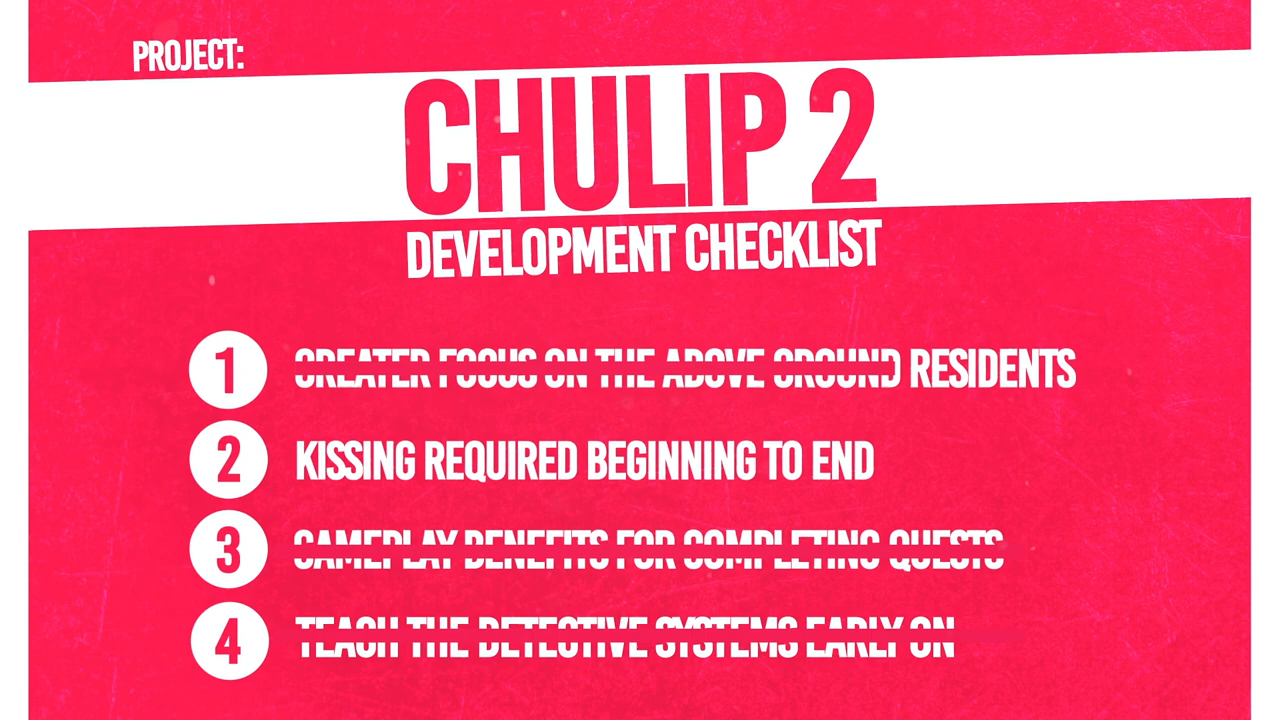 PROJECT:
CHULIP 2
DEVELOPMENT CHECKLIST
1 GREATER FOCUS ON THE ABOVE GROUND RESIDENTS
2 KISSING REQUIRED BEGINNING TO END
3 GAMEPLAY BENEFITS FOR COMPLETING QUESTS
4 TEACH THE DETECTIVE SYSTEMS EARLY ON